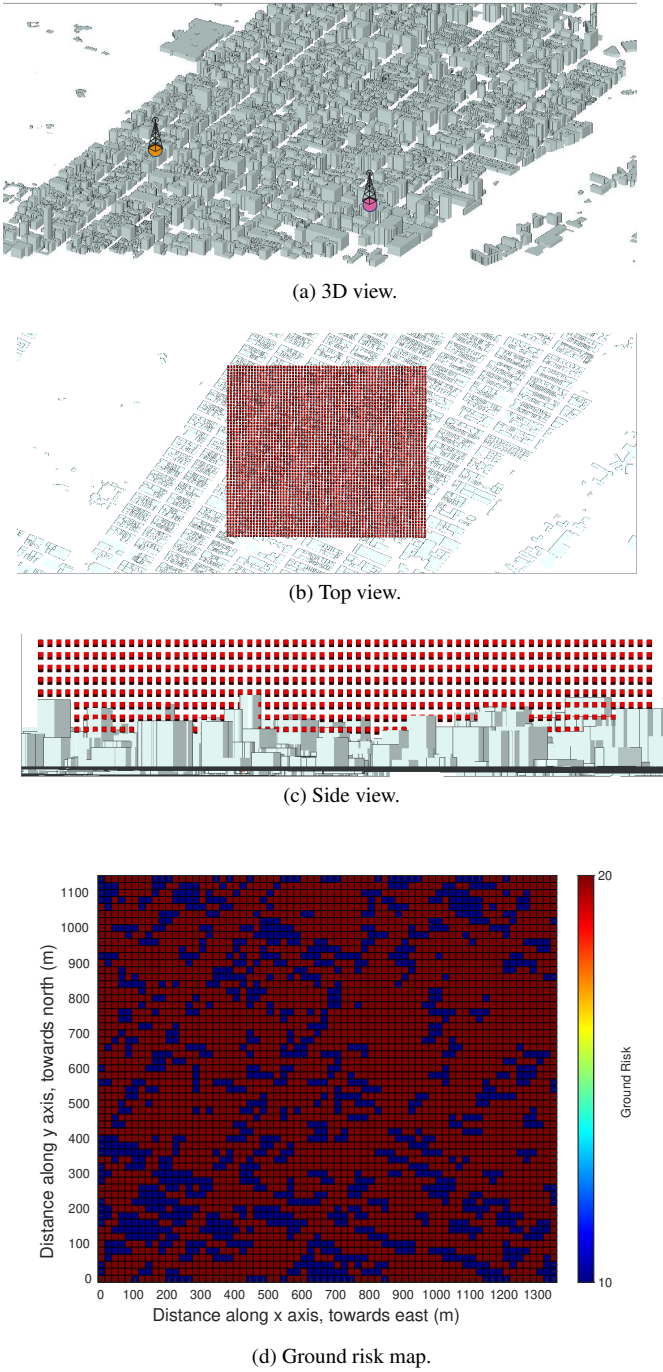 (a) 3D view.
(b) Top view.
(c) Side view.
1100
1000
900
800
700
600
500
400
300
200
100
0
Distance along y axis, towards north (m)
0 100 200 300 400 500 600 700 800 900 1000 1100 1200 1300
Distance along x axis, towards east (m)
20
10
Ground Risk
(d) Ground risk map.